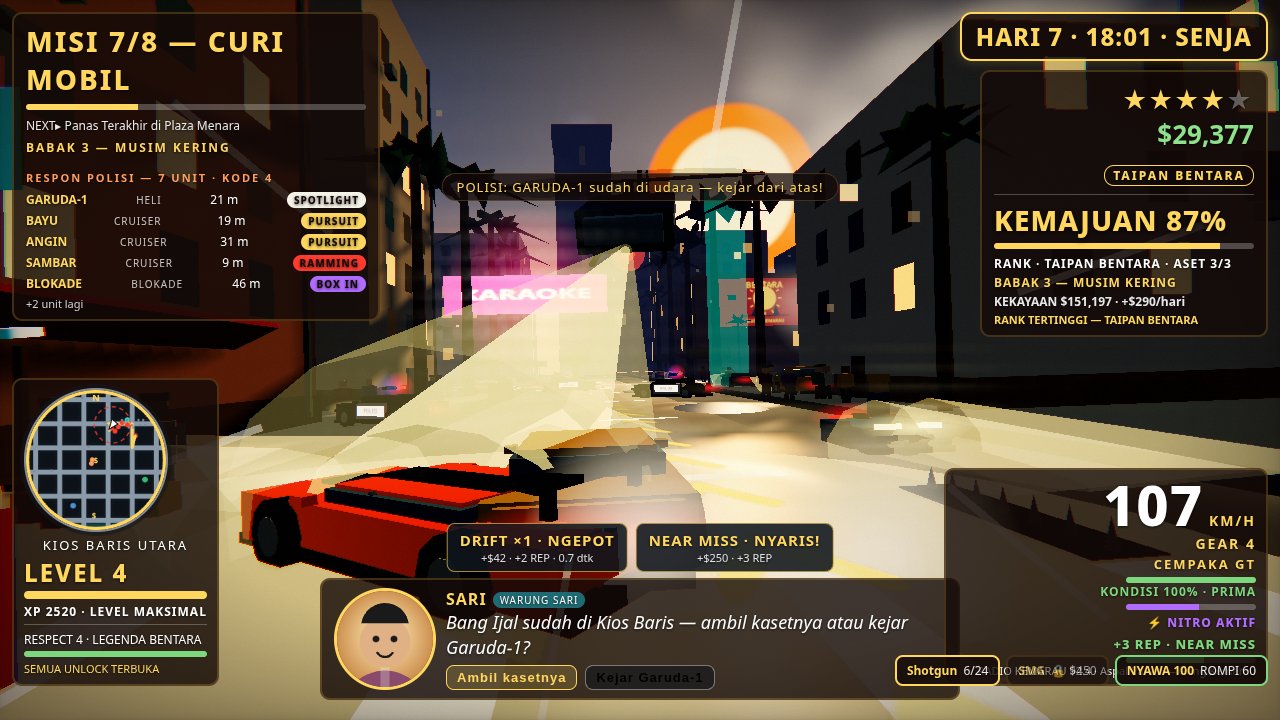 MISI 7/8 — CURI
MOBIL
NEXT▸ Panas Terakhir di Plaza Menara
BABAK 3 — MUSIM KERING
RESPON POLISI — 7 UNIT · KODE 4
GARUDA-1 HELI 21 m SPOTLIGHT
BAYU CRUISER 19 m PURSUIT
ANGIN CRUISER 31 m PURSUIT
SAMBAR CRUISER 9 m RAMMING
BLOKADE BLOKADE 46 m BOX IN
+2 unit lagi
HARI 7 · 18:01 · SENJA
★★★★★
$29,377
TAIPAN BENTARA
KEMAJUAN 87%
RANK · TAIPAN BENTARA · ASET 3/3
BABAK 3 — MUSIM KERING
KEKAYAAN $151,197 · +$290/hari
RANK TERTINGGI — TAIPAN BENTARA
POLISI: GARUDA-1 sudah di udara — kejar dari atas!
KARAOKE
BENTARA
N
S
KIOS BARIS UTARA
LEVEL 4
XP 2520 · LEVEL MAKSIMAL
RESPECT 4 · LEGENDA BENTARA
SEMUA UNLOCK TERBUKA
DRIFT ×1 · NGEPOT
+$42 · +2 REP · 0.7 dtk
NEAR MISS · NYARIS!
+$250 · +3 REP
SARI WARUNG SARI
Bang Ijal sudah di Kios Baris — ambil kasetnya atau kejar
Garuda-1?
Ambil kasetnya
Kejar Garuda-1
107 KM/H
GEAR 4
CEMPAKA GT
KONDISI 100% · PRIMA
⚡ NITRO AKTIF
+3 REP · NEAR MISS
Shotgun 6/24
SMG
NYAWA 100 ROMPI 60